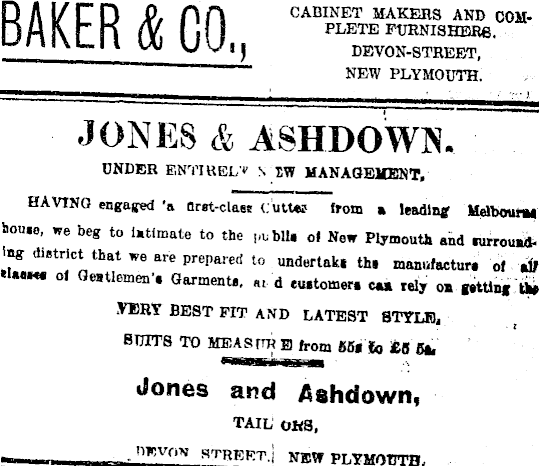 BAKER & CO.,
CABINET MAKERS AND COM-
PLETE FURNISHERS.
DEVON-STREET,
NEW PLYMOUTH.
JONES & ASHDOWN.
UNDER ENTIRELY NEW MANAGEMENT.
HAVING engaged a first-class Cutter from a leading Melbourne
house, we beg to intimate to the public of New Plymouth and surround-
ing district that we are prepared to undertake the manufacture of all
classes of Gentlemen's Garments, and customers can rely on getting the
VERY BEST FIT AND LATEST STYLE.
SUITS TO MEASURE from 55s to £5 5s.
Jones and Ashdown,
TAILORS,
DEVON STREET, NEW PLYMOUTH.